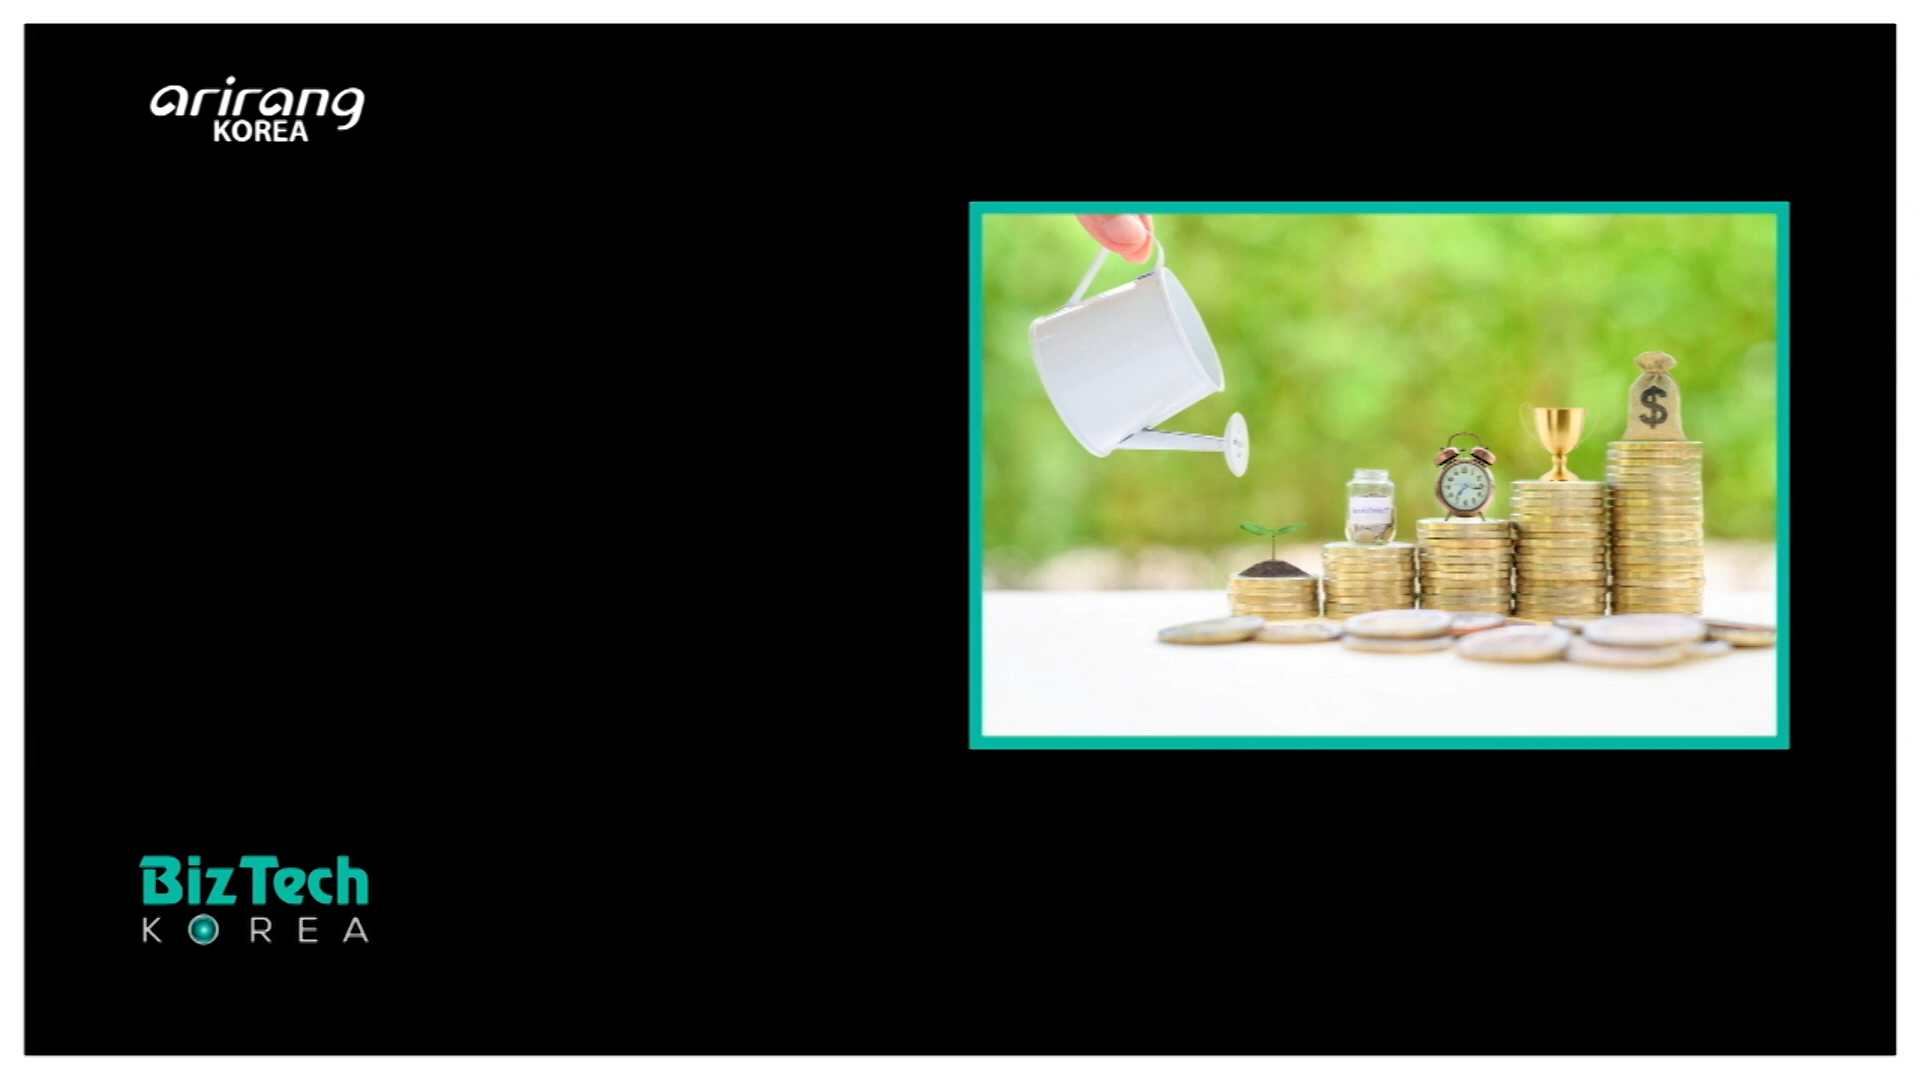 arirang
KOREA
$
BizTech
KOREA